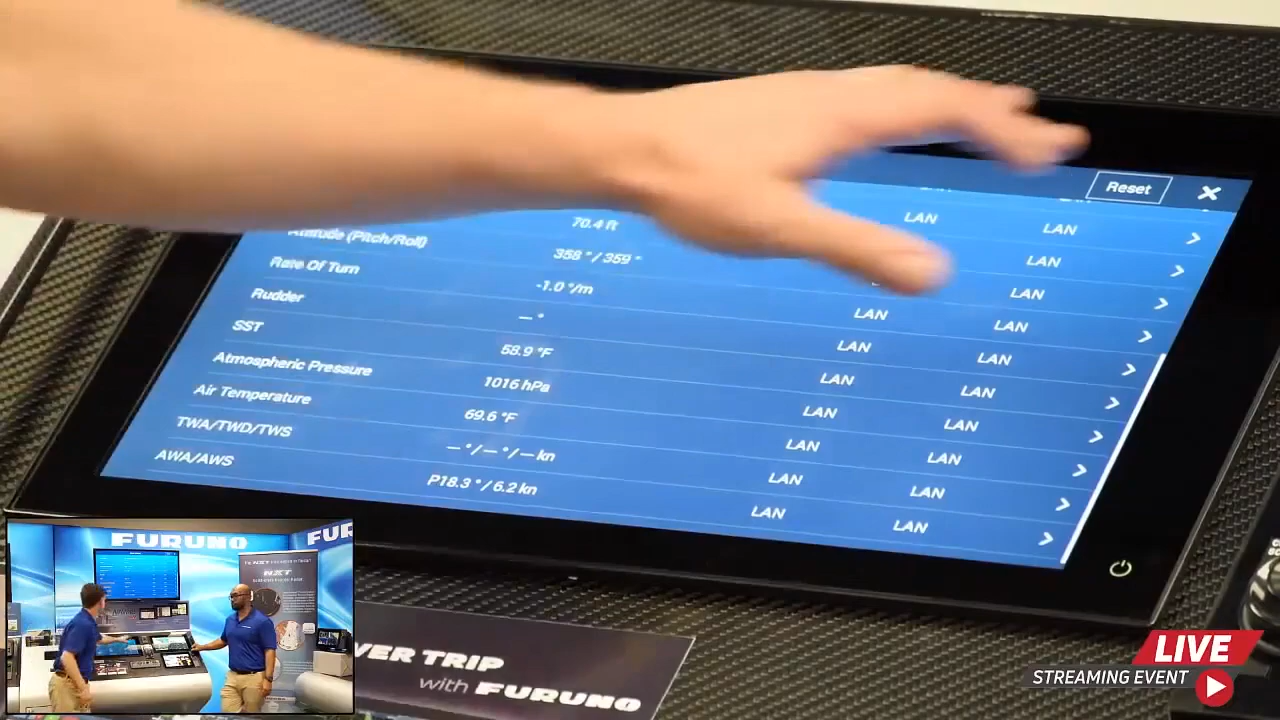 Reset X
70.4 ft LAN LAN
Attitude (Pitch/Roll) 358 ° / 359 ° LAN
Rate Of Turn -1.0 °/m LAN
Rudder — ° LAN LAN
SST 58.9 °F LAN LAN
Atmospheric Pressure 1016 hPa LAN LAN
Air Temperature 69.6 °F LAN LAN
TWA/TWD/TWS — °/ — °/ — kn LAN LAN
AWA/AWS P18.3 ° / 6.2 kn LAN LAN
LAN LAN
FURUNO
FUR
NXT
VER TRIP
with FURUNO
LIVE
STREAMING EVENT